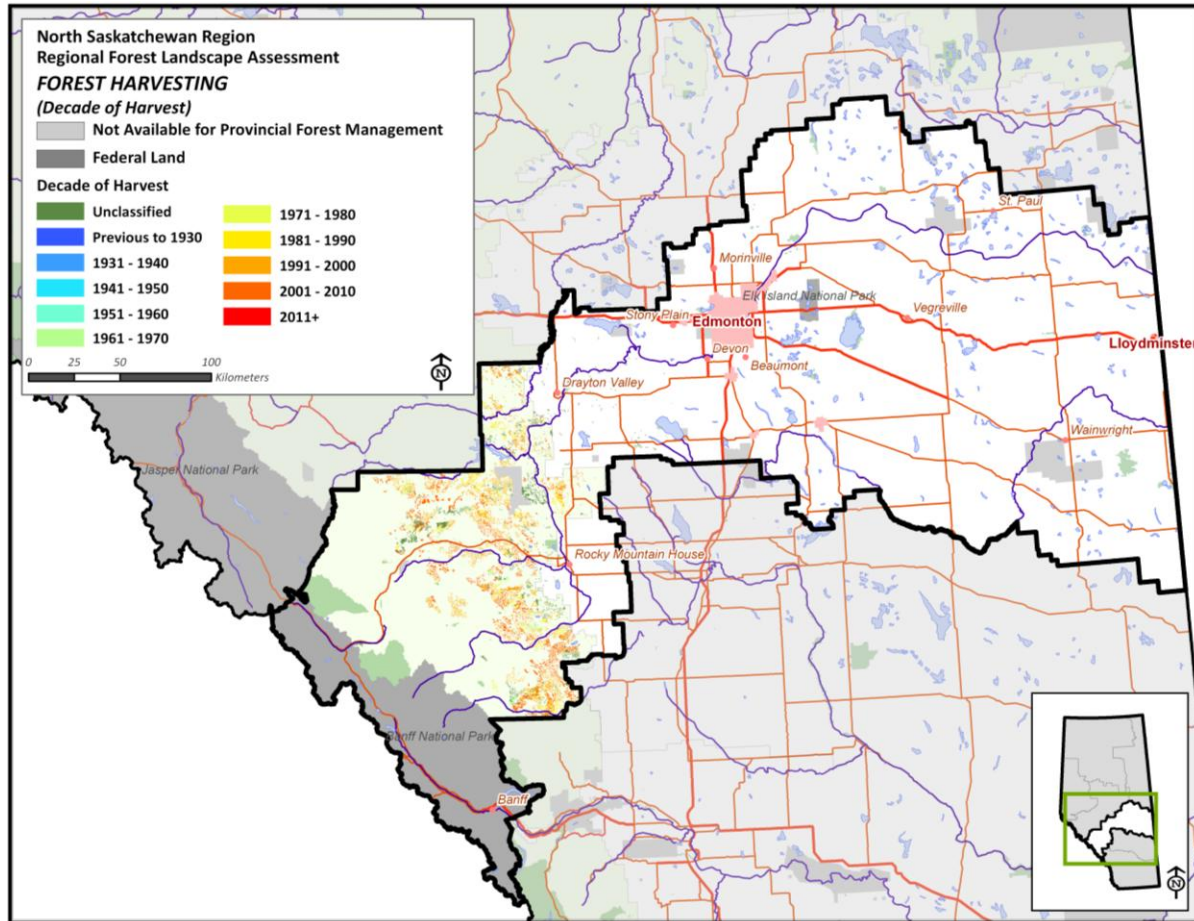 North Saskatchewan Region
Regional Forest Landscape Assessment
FOREST HARVESTING
(Decade of Harvest)
Not Available for Provincial Forest Management
Federal Land
Decade of Harvest
Unclassified
Previous to 1930
1931 - 1940
1941 - 1950
1951 - 1960
1961 - 1970
1971 - 1980
1981 - 1990
1991 - 2000
2001 - 2010
2011+
0 25 50 100
Kilometers
N
St. Paul
Morinville
Elk Island National Park
Stony Plain
Edmonton
Vegreville
Lloydminster
Devon
Beaumont
Drayton Valley
Wainwright
Jasper National Park
Rocky Mountain House
Banff National Park
Banff
N